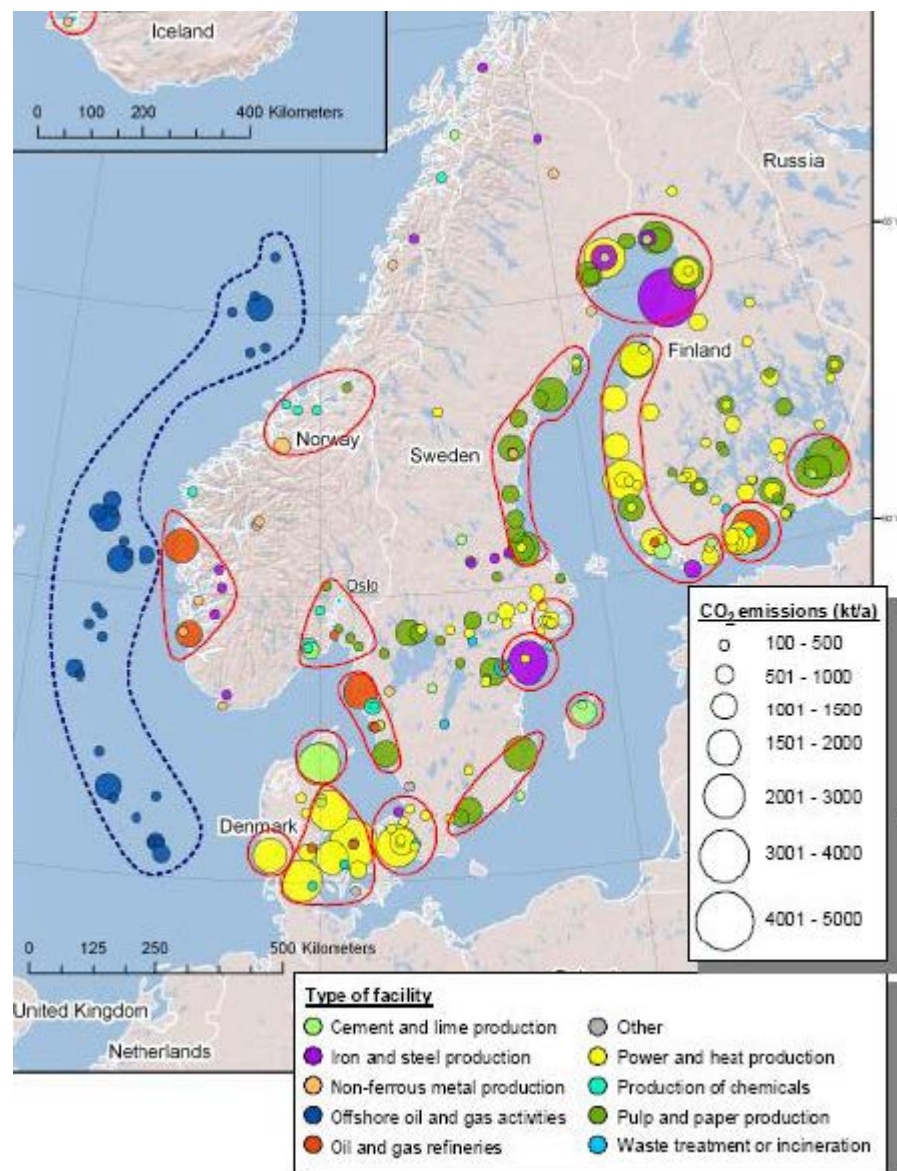 Iceland
0 100 200 400 Kilometers
Russia
Finland
Norway
Sweden
Oslo
Denmark
CO2 emissions (kt/a)
100 - 500
501 - 1000
1001 - 1500
1501 - 2000
2001 - 3000
3001 - 4000
4001 - 5000
0 125 250 500 Kilometers
United Kingdom
Netherlands
Type of facility
Cement and lime production
Other
Iron and steel production
Power and heat production
Non-ferrous metal production
Production of chemicals
Offshore oil and gas activities
Pulp and paper production
Oil and gas refineries
Waste treatment or incineration